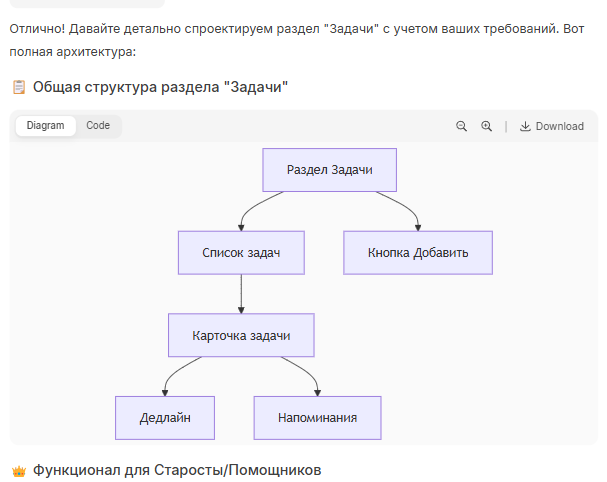 Отлично! Давайте детально спроектируем раздел "Задачи" с учетом ваших требований. Вот
полная архитектура:
Общая структура раздела "Задачи"
Diagram Code Download
Раздел Задачи
Список задач Кнопка Добавить
Карточка задачи
Дедлайн Напоминания
Функционал для Старосты/Помощников